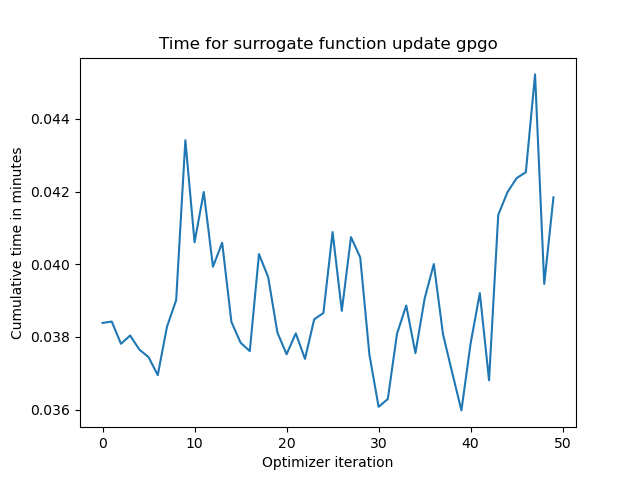 Time for surrogate function update gpgo
Cumulative time in minutes
0.044
0.042
0.040
0.038
0.036
0 10 20 30 40 50
Optimizer iteration